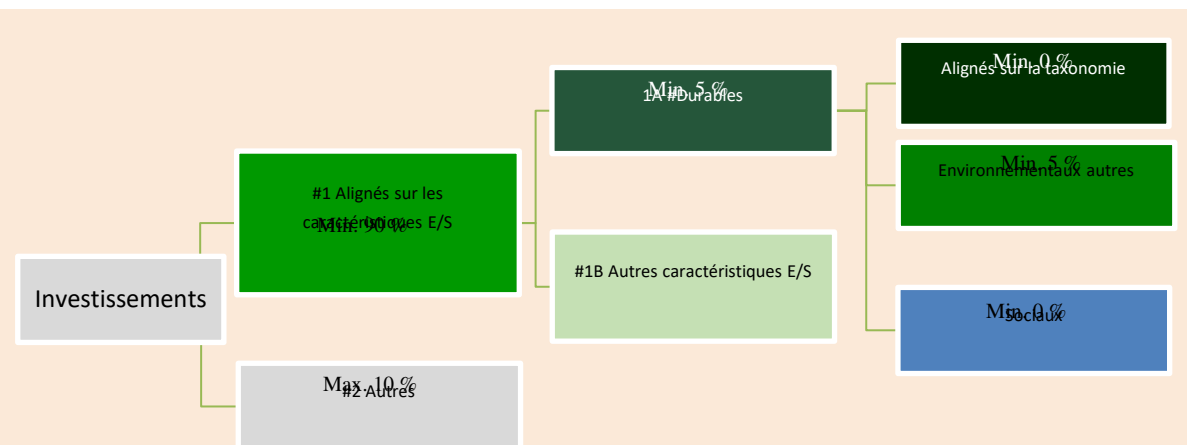 Investissements
#1 Alignés sur les
caractéristiques E/S
Min. 90 %
Max. 10 %
#2 Autres
Min. 5 %
1A #Durables
#1B Autres caractéristiques E/S
Min. 0 %
Alignés sur la taxonomie
Min. 5 %
Environnementaux autres
Min. 0 %
Sociaux